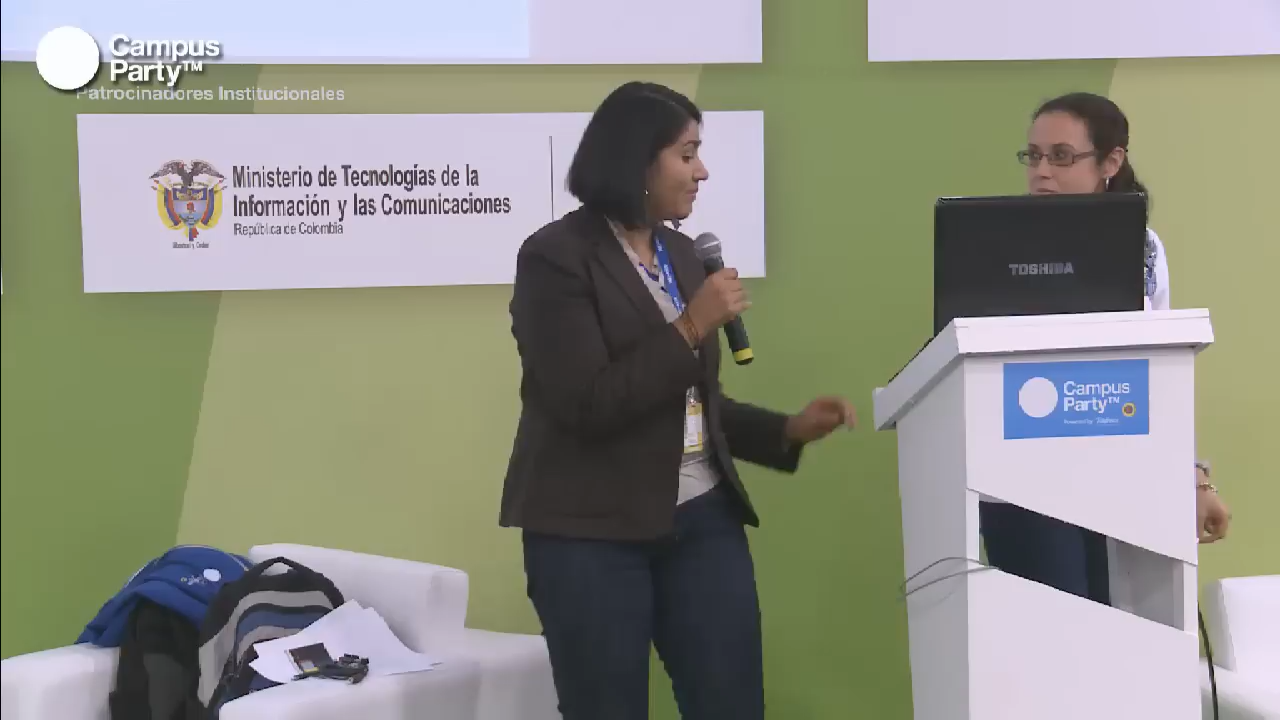 Campus
Party™
Patrocinadores Institucionales
Ministerio de Tecnologías de la
Información y las Comunicaciones
República de Colombia
TOSHIBA
Campus
Party™